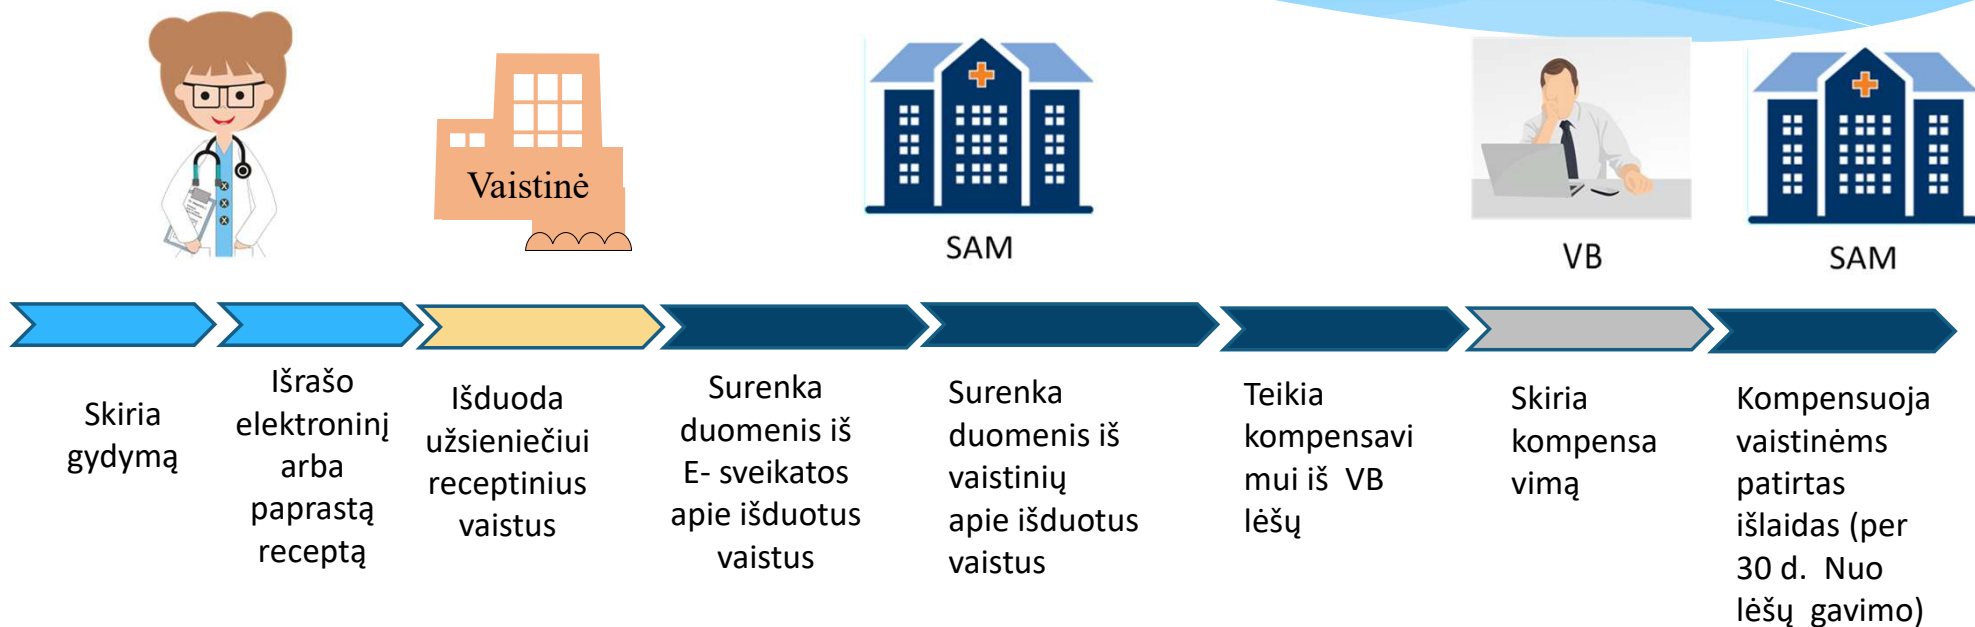 Vaistinė
SAM
VB
SAM
Skiria
gydymą
Išrašo
elektroninį
arba
paprastą
receptą
Išduoda
užsieniečiui
receptinius
vaistus
Surenka
duomenis iš
E- sveikatos
apie išduotus
vaistus
Surenka
duomenis iš
vaistinių
apie išduotus
vaistus
Teikia
kompensavi
mui iš VB
lėšų
Skiria
kompensa
vimą
Kompensuoja
vaistinėms
patirtas
išlaidas (per
30 d. Nuo
lėšų gavimo)